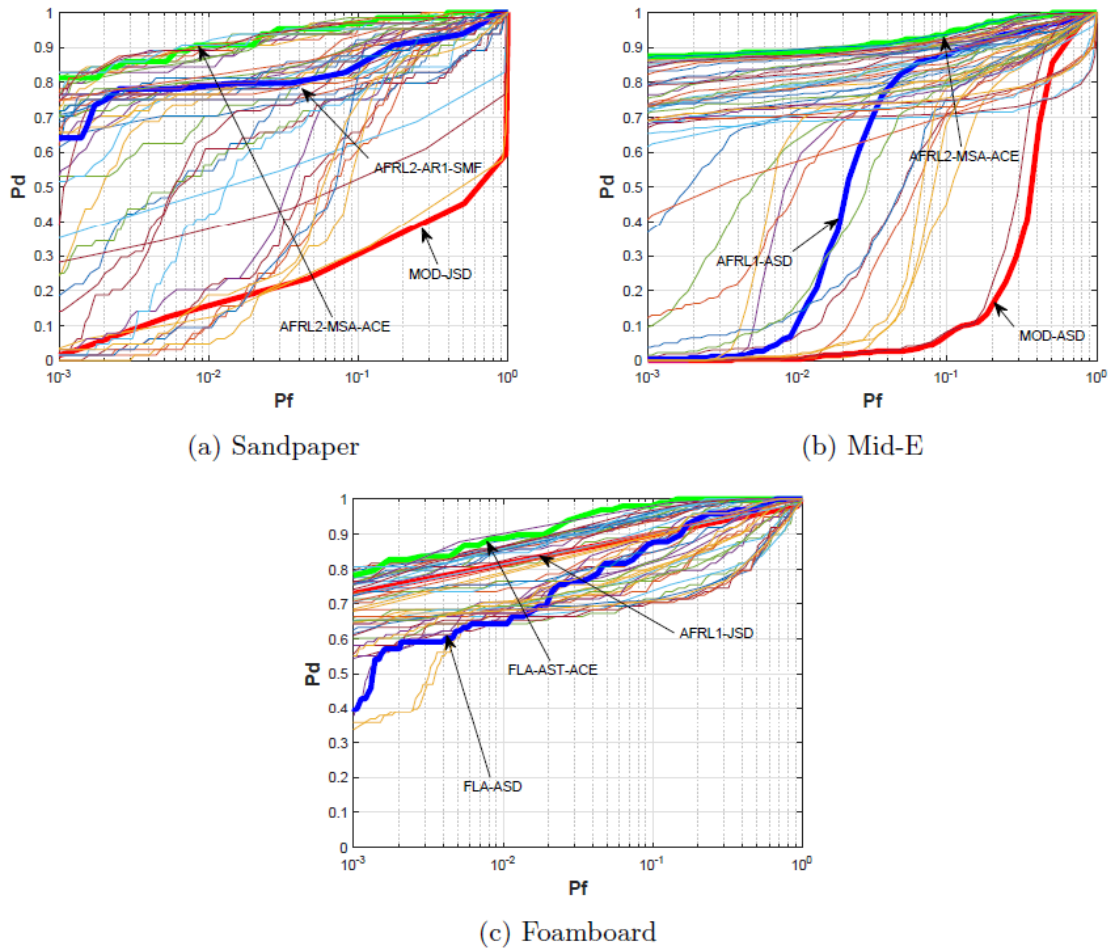 1
0.9
0.8
0.7
0.6
0.5
0.4
0.3
0.2
0.1
0
Pd
10⁻³
10⁻²
10⁻¹
10⁰
Pf
AFRL2-AR1-SMF
MOD-JSD
AFRL2-MSA-ACE
(a) Sandpaper
1
0.9
0.8
0.7
0.6
0.5
0.4
0.3
0.2
0.1
0
Pd
10⁻³
10⁻²
10⁻¹
10⁰
Pf
AFRL2-MSA-ACE
AFRL1-ASD
MOD-ASD
(b) Mid-E
1
0.9
0.8
0.7
0.6
0.5
0.4
0.3
0.2
0.1
0
Pd
10⁻³
10⁻²
10⁻¹
10⁰
Pf
AFRL1-JSD
FLA-AST-ACE
FLA-ASD
(c) Foamboard